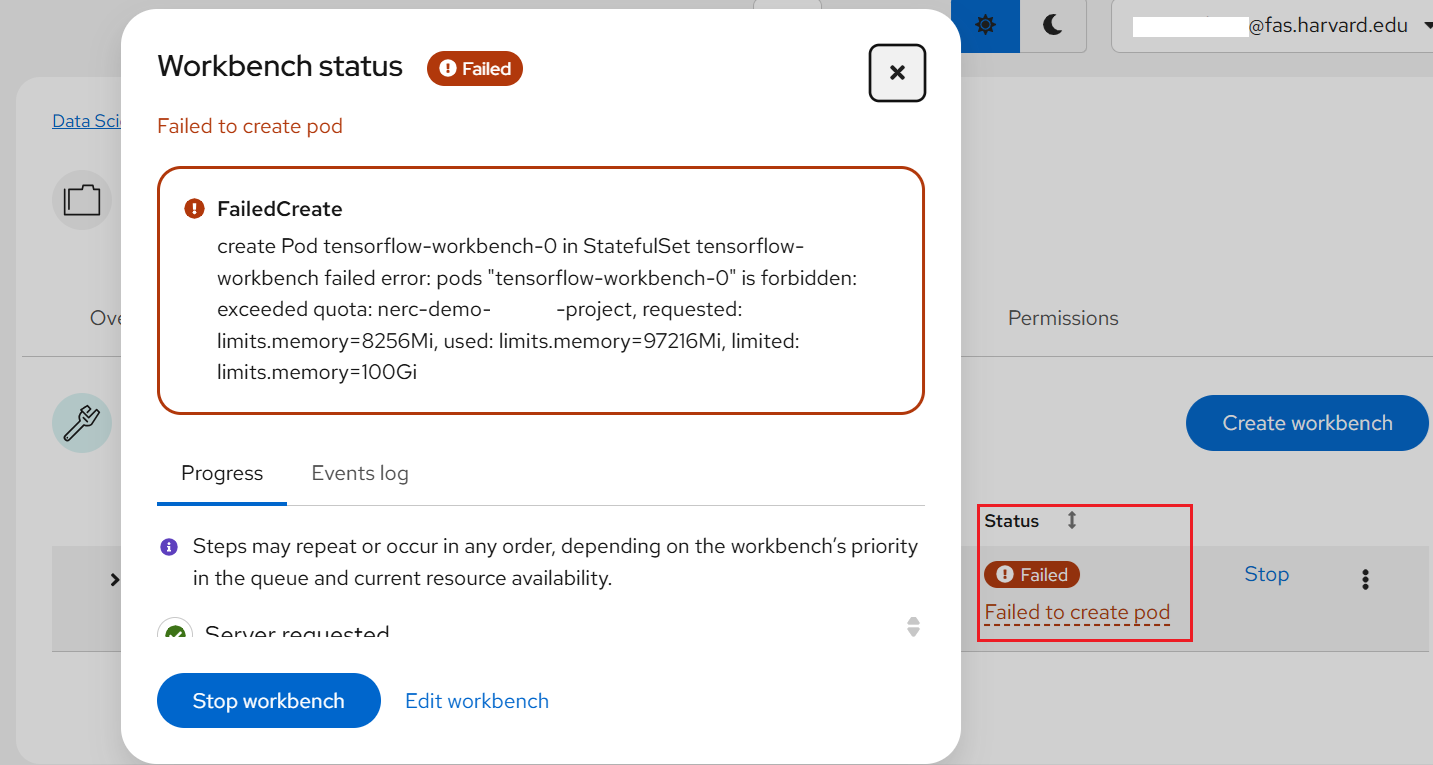 @fas.harvard.edu
Workbench status
Failed
Failed to create pod
Data Sci
FailedCreate
create Pod tensorflow-workbench-0 in StatefulSet tensorflow-
workbench failed error: pods "tensorflow-workbench-0" is forbidden:
exceeded quota: nerc-demo- -project, requested:
limits.memory=8256Mi, used: limits.memory=97216Mi, limited:
limits.memory=100Gi
Ove
Permissions
Create workbench
Progress
Events log
Status
Steps may repeat or occur in any order, depending on the workbench’s priority
in the queue and current resource availability.
Failed
Stop
Failed to create pod
Server requested
Stop workbench
Edit workbench